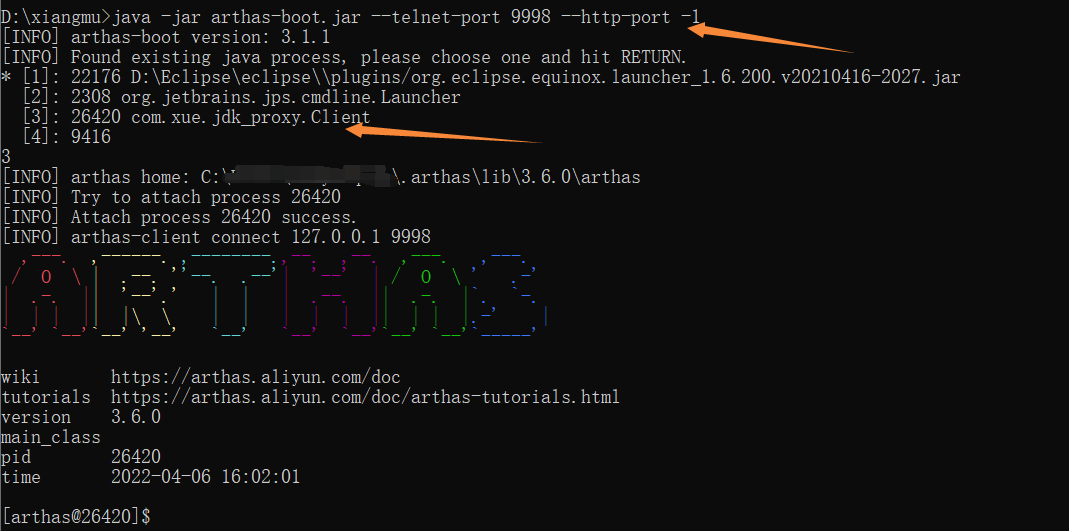 D:\xiangmu>java -jar arthas-boot.jar --telnet-port 9998 --http-port -1
[INFO] arthas-boot version: 3.1.1
[INFO] Found existing java process, please choose one and hit RETURN.
* [1]: 22176 D:\Eclipse\eclipse\\plugins/org.eclipse.equinox.launcher_1.6.200.v20210416-2027.jar
[2]: 2308 org.jetbrains.jps.cmdline.Launcher
[3]: 26420 com.xue.jdk_proxy.Client
[4]: 9416
3
[INFO] arthas home: C:\ \.arthas\lib\3.6.0\arthas
[INFO] Try to attach process 26420
[INFO] Attach process 26420 success.
[INFO] arthas-client connect 127.0.0.1 9998
ARTHAS
wiki https://arthas.aliyun.com/doc
tutorials https://arthas.aliyun.com/doc/arthas-tutorials.html
version 3.6.0
main_class
pid 26420
time 2022-04-06 16:02:01
[arthas@26420]$